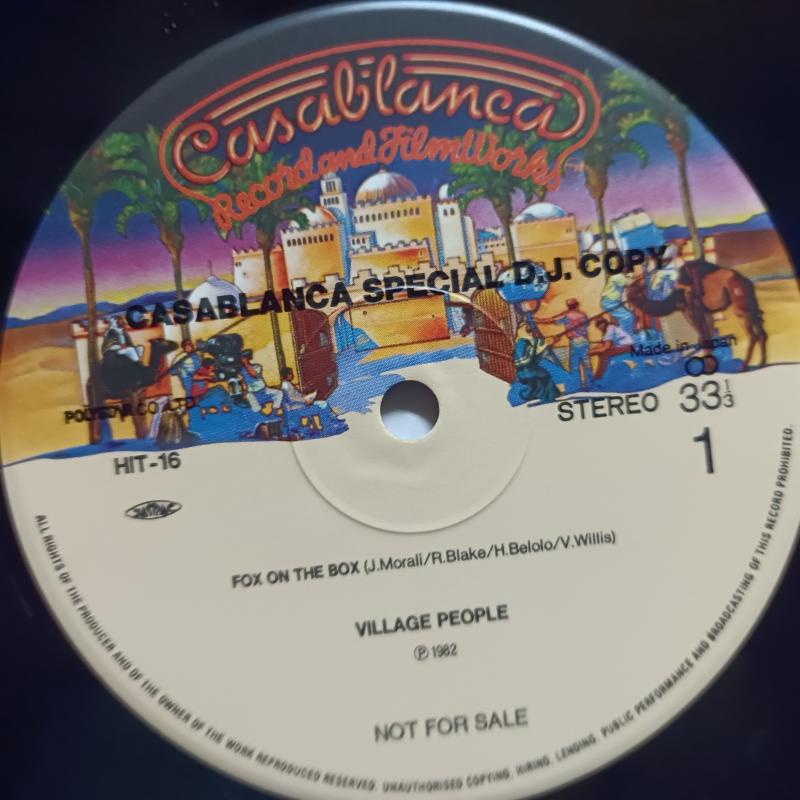 Casablanca
Record and FilmWorks
CASABLANCA SPECIAL D.J. COPY
Made in Japan
POLYSTAR CO., LTD.
STEREO 33 1/3
HIT-16
1
FOX ON THE BOX (J.Morali/R.Blake/H.Belolo/V.Willis)
VILLAGE PEOPLE
Ⓟ 1982
NOT FOR SALE
ALL RIGHTS OF THE PRODUCER AND OF THE OWNER OF THE WORK REPRODUCED RESERVED. UNAUTHORISED COPYING, HIRING, LENDING, PUBLIC PERFORMANCE AND BROADCASTING OF THIS RECORD PROHIBITED.